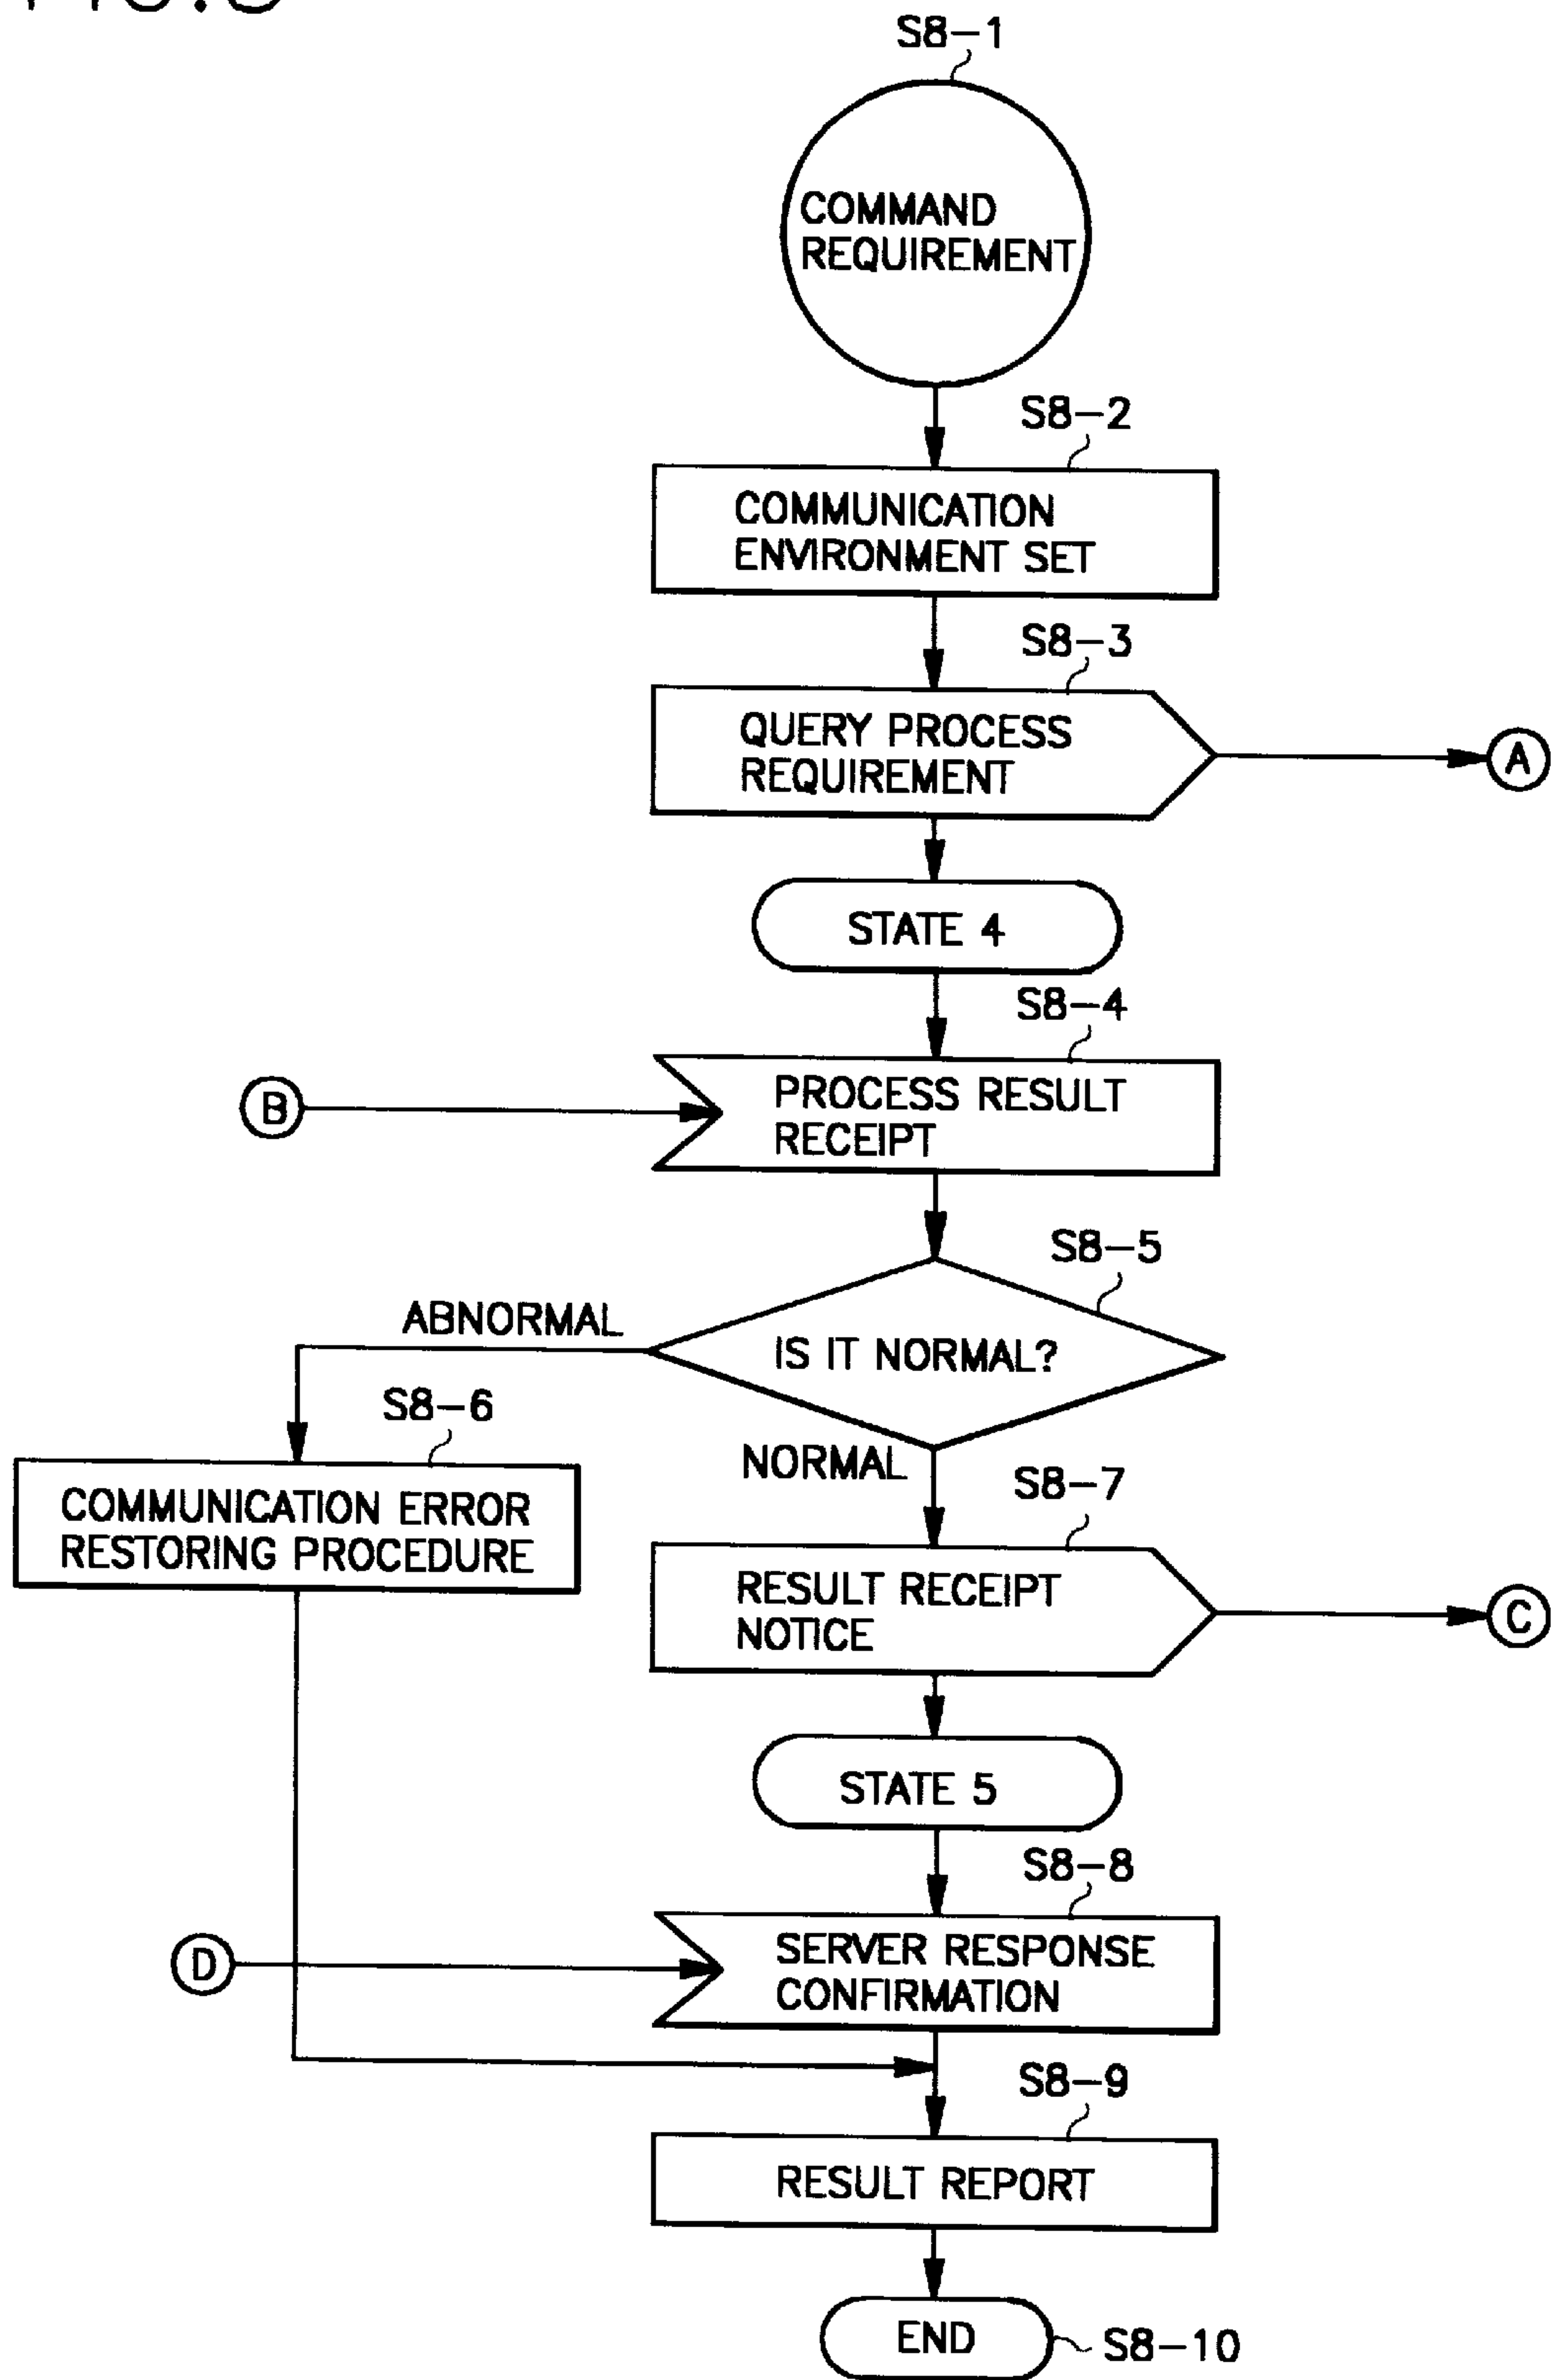 S8-1
COMMAND
REQUIREMENT
S8-2
COMMUNICATION
ENVIRONMENT SET
S8-3
QUERY PROCESS
REQUIREMENT
A
STATE 4
S8-4
B
PROCESS RESULT
RECEIPT
S8-5
ABNORMAL
IS IT NORMAL?
S8-6
NORMAL
S8-7
COMMUNICATION ERROR
RESTORING PROCEDURE
RESULT RECEIPT
NOTICE
C
STATE 5
S8-8
D
SERVER RESPONSE
CONFIRMATION
S8-9
RESULT REPORT
END
S8-10